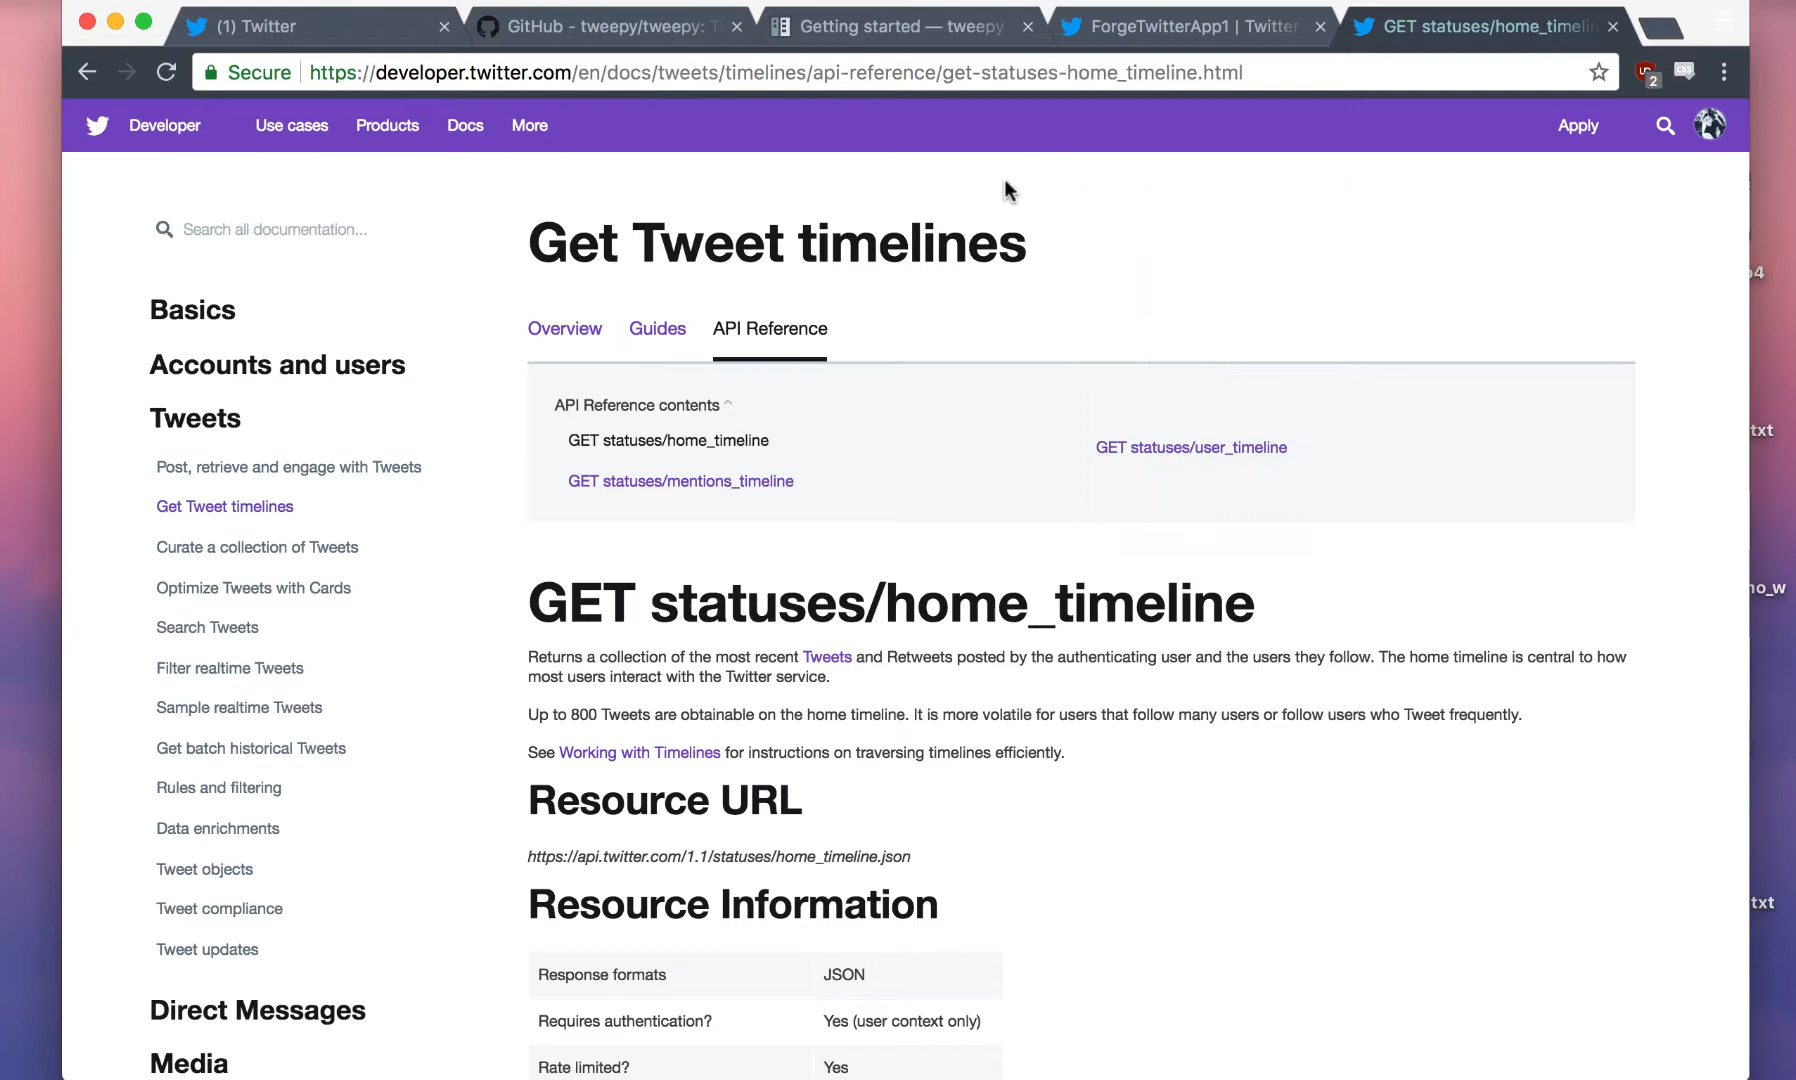 (1) Twitter
GitHub - tweepy/tweepy: T
Getting started — tweepy
ForgeTwitterApp1 | Twitter
GET statuses/home_timelin
Secure
https://developer.twitter.com/en/docs/tweets/timelines/api-reference/get-statuses-home_timeline.html
2
css
Developer
Use cases
Products
Docs
More
Apply
Search all documentation...
Basics
Accounts and users
Tweets
Post, retrieve and engage with Tweets
Get Tweet timelines
Curate a collection of Tweets
Optimize Tweets with Cards
Search Tweets
Filter realtime Tweets
Sample realtime Tweets
Get batch historical Tweets
Rules and filtering
Data enrichments
Tweet objects
Tweet compliance
Tweet updates
Direct Messages
Media
Get Tweet timelines
Overview
Guides
API Reference
API Reference contents
GET statuses/home_timeline
GET statuses/user_timeline
GET statuses/mentions_timeline
GET statuses/home_timeline
Returns a collection of the most recent Tweets and Retweets posted by the authenticating user and the users they follow. The home timeline is central to how
most users interact with the Twitter service.
Up to 800 Tweets are obtainable on the home timeline. It is more volatile for users that follow many users or follow users who Tweet frequently.
See Working with Timelines for instructions on traversing timelines efficiently.
Resource URL
https://api.twitter.com/1.1/statuses/home_timeline.json
Resource Information
Response formats JSON
Requires authentication? Yes (user context only)
Rate limited? Yes
txt
no_w
txt